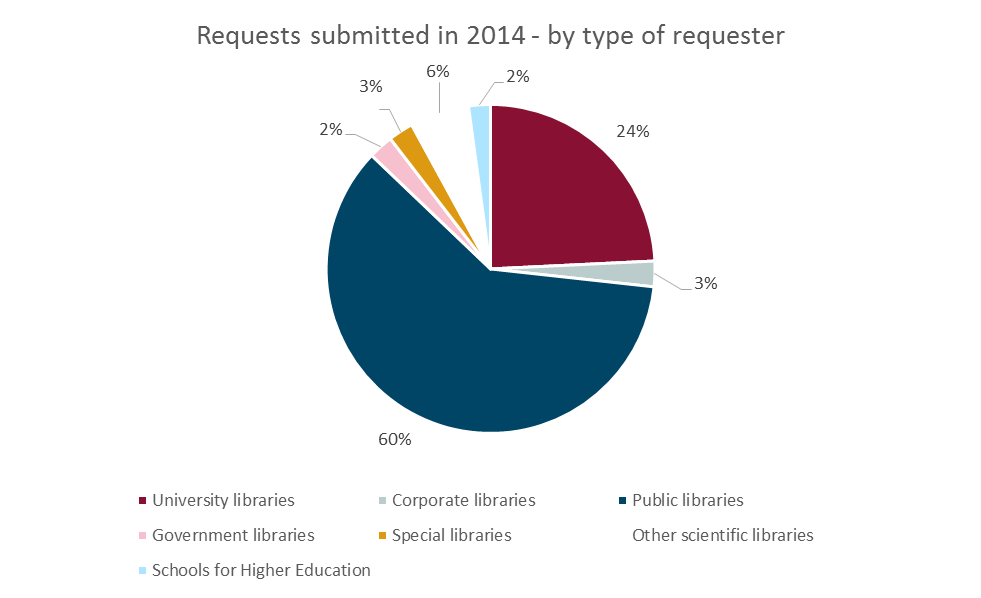 Requests submitted in 2014 - by type of requester
6%
2%
3%
24%
2%
3%
60%
University libraries
Corporate libraries
Public libraries
Government libraries
Special libraries
Other scientific libraries
Schools for Higher Education